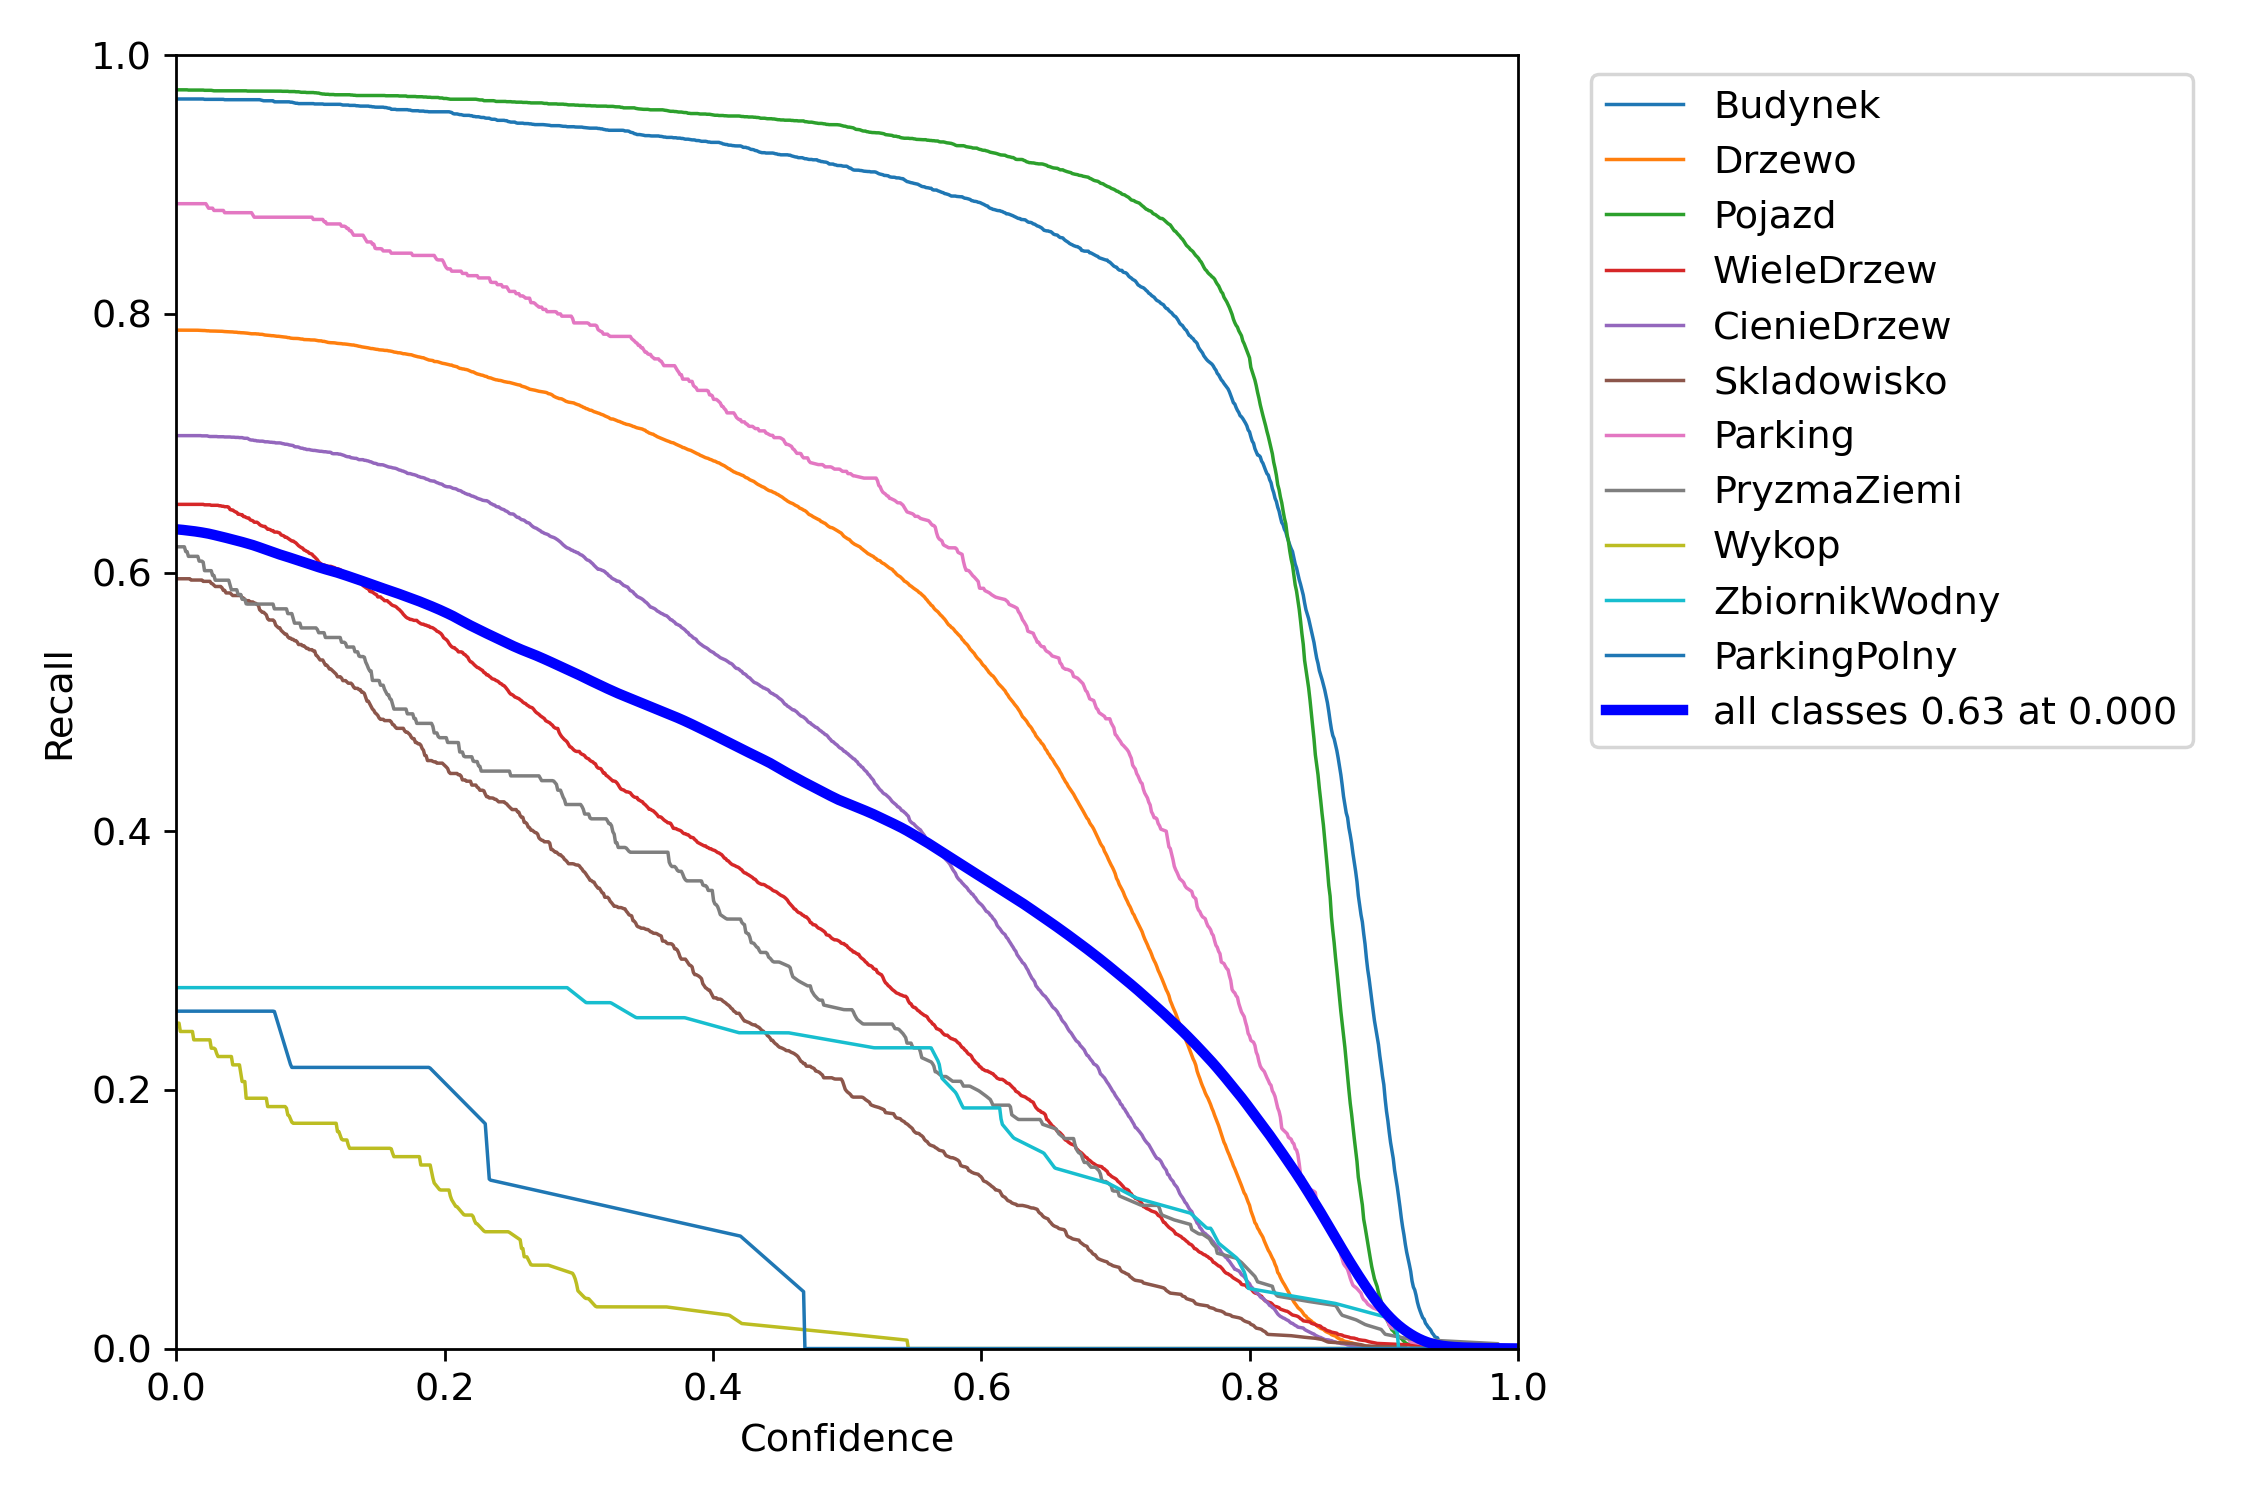 1.0
0.8
0.6
0.4
0.2
0.0
0.0 0.2 0.4 0.6 0.8 1.0
Recall
Confidence
Budynek
Drzewo
Pojazd
WieleDrzew
CienieDrzew
Skladowisko
Parking
PryzmaZiemi
Wykop
ZbiornikWodny
ParkingPolny
all classes 0.63 at 0.000